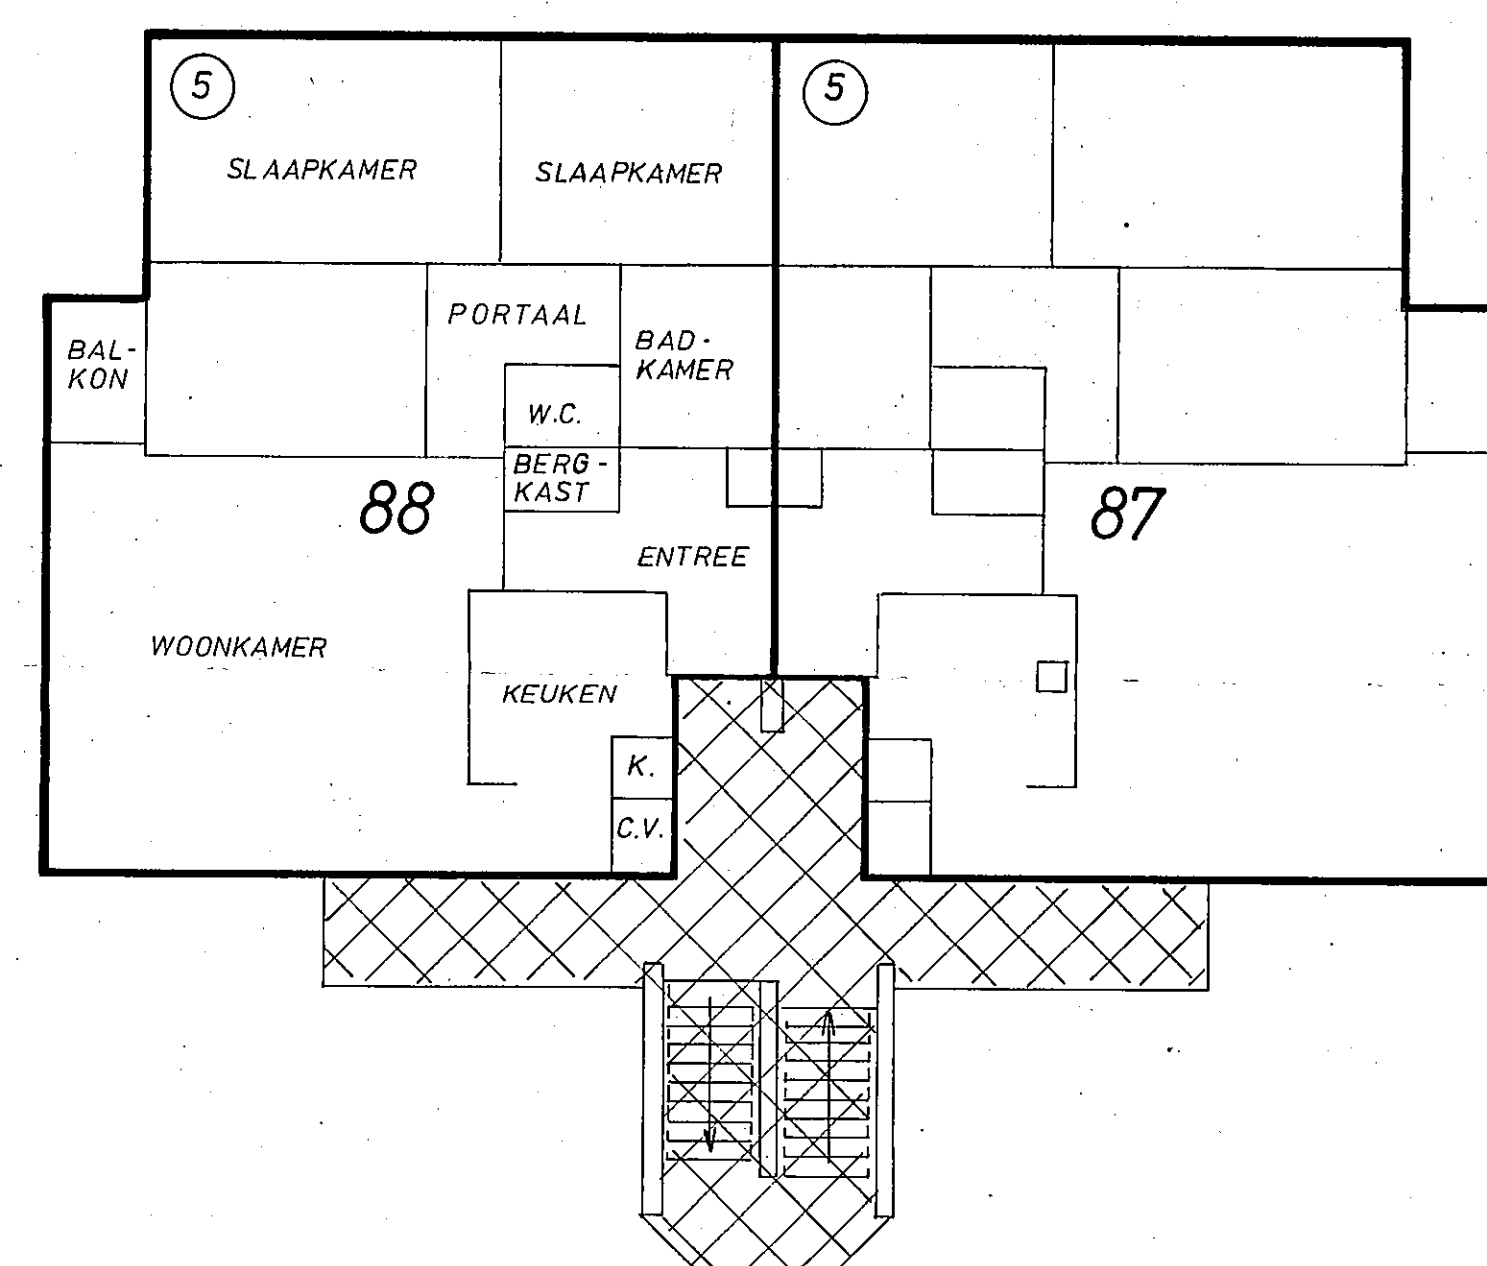 5
5
SLAAPKAMER
SLAAPKAMER
PORTAAL
BAL-
KON
BAD-
KAMER
W.C.
BERG-
KAST
88
87
ENTREE
WOONKAMER
KEUKEN
K.
C.V.